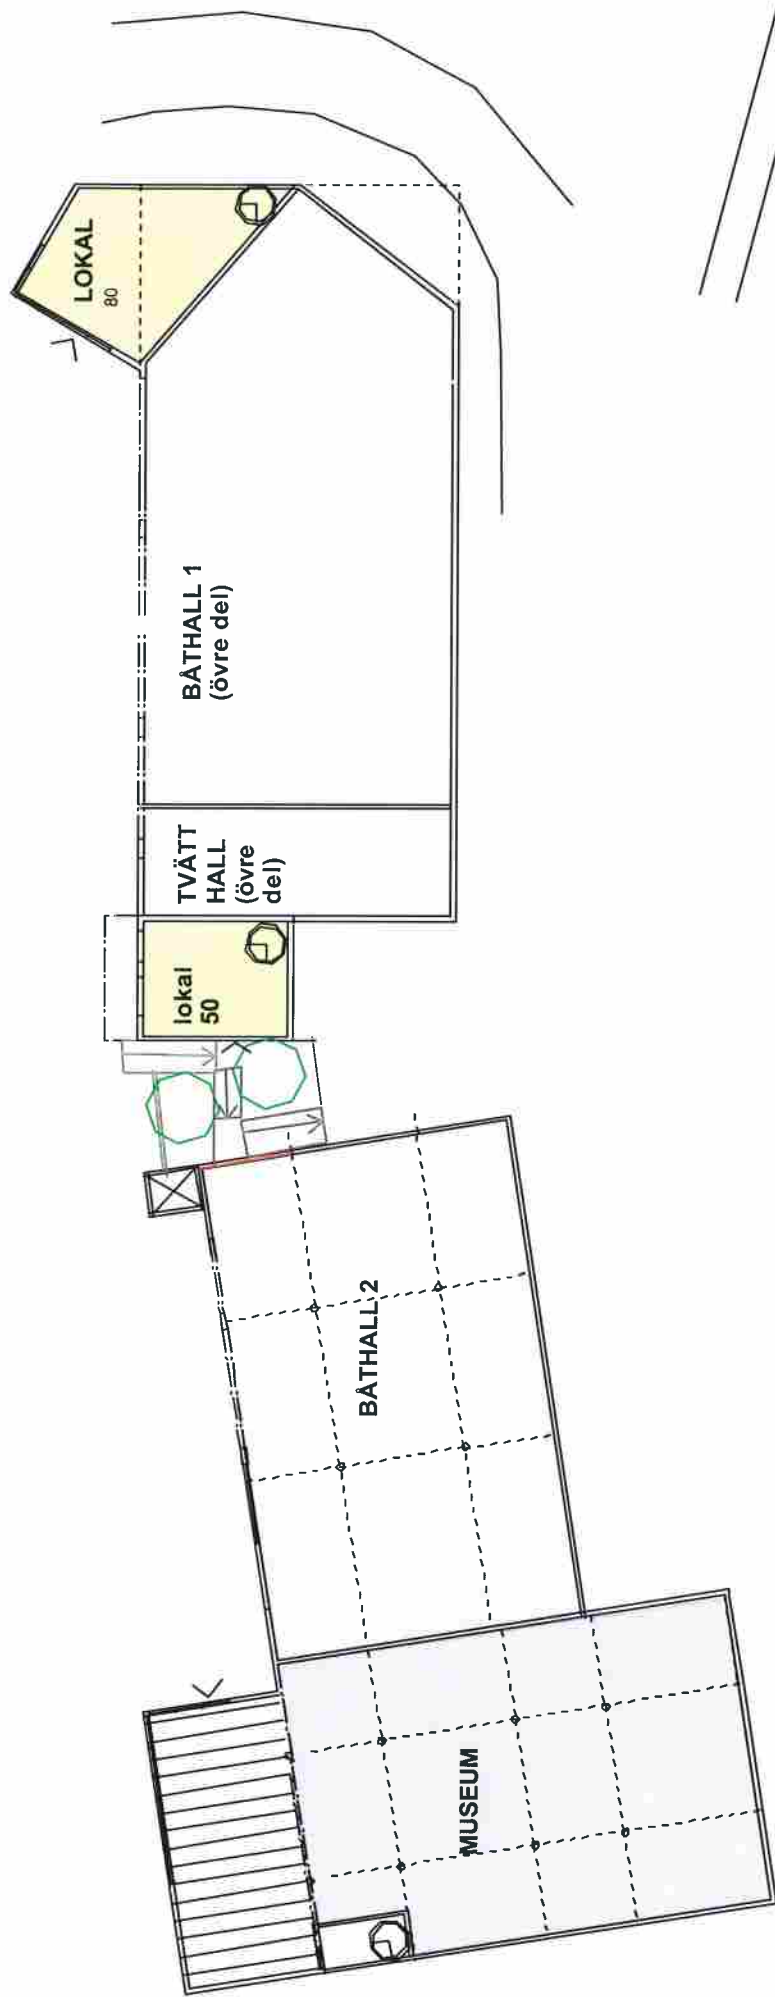 MUSEUM
BÅTHALL 2
lokal
50
TVÄTT
HALL
(övre
del)
BÅTHALL 1
(övre del)
LOKAL
80